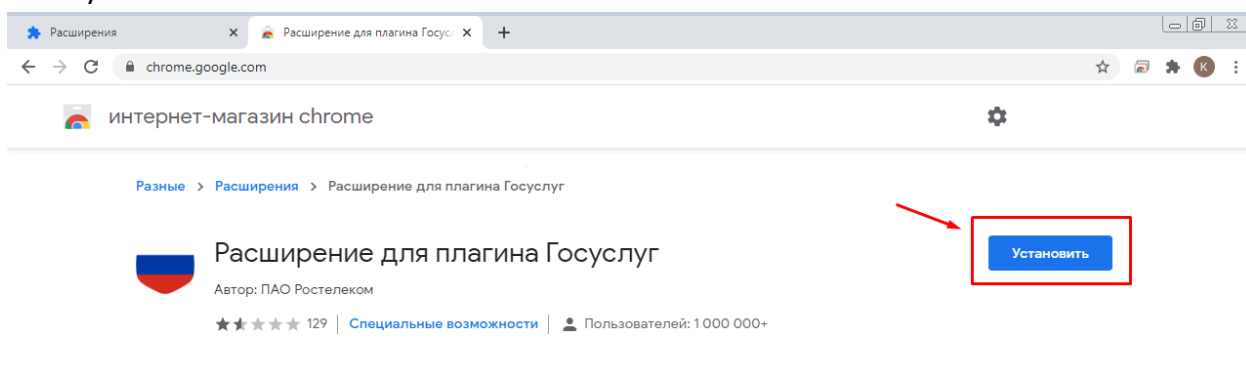 Расширения
Расширение для плагина Госус
chrome.google.com
K
интернет-магазин chrome
Разные > Расширения > Расширение для плагина Госуслуг
Расширение для плагина Госуслуг
Установить
Автор: ПАО Ростелеком
129 | Специальные возможности | Пользователей: 1 000 000+